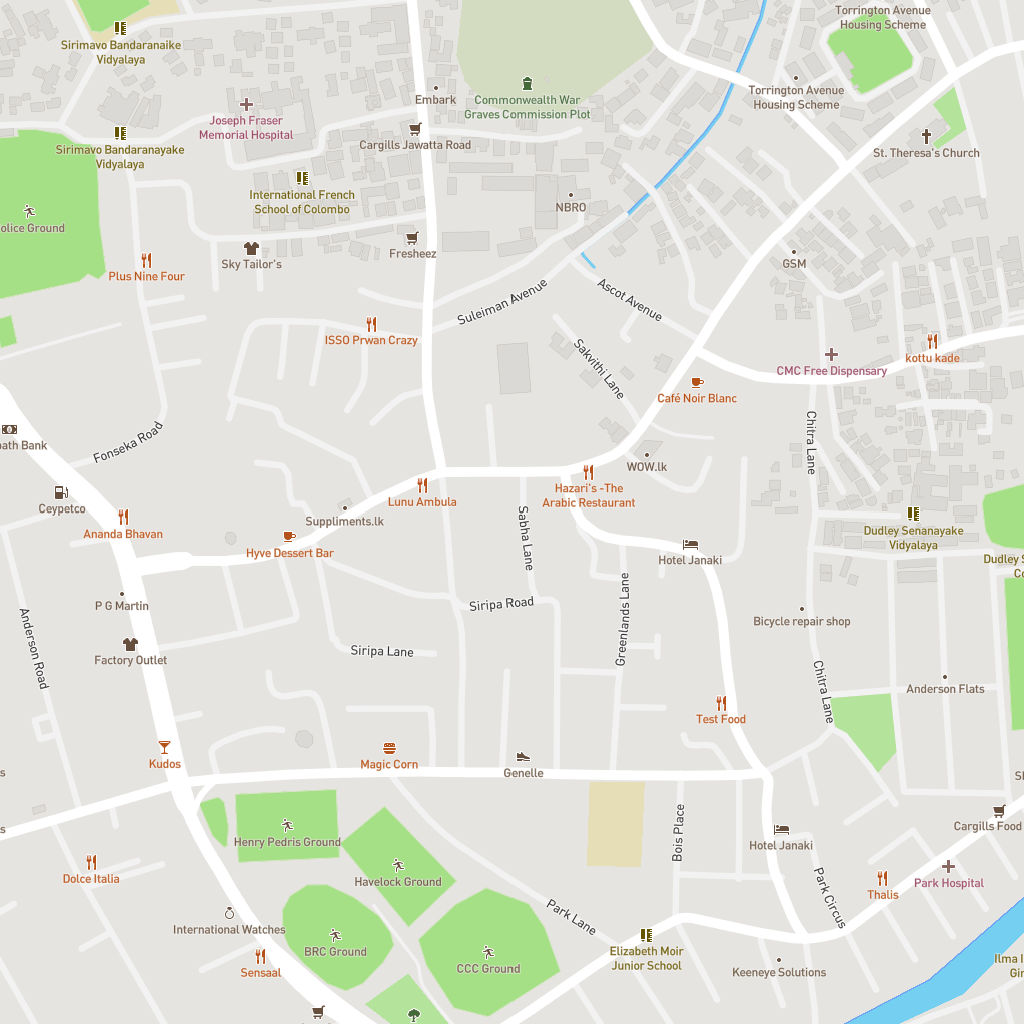 Torrington Avenue
Housing Scheme
Sirimavo Bandaranaike
Vidyalaya
Torrington Avenue
Housing Scheme
Embark
Commonwealth War
Graves Commission Plot
Joseph Fraser
Memorial Hospital
Cargills Jawatta Road
Sirimavo Bandaranayake
Vidyalaya
St. Theresa's Church
International French
School of Colombo
NBRO
olice Ground
Fresheez
Sky Tailor's
GSM
Plus Nine Four
Suleiman Avenue
Ascot Avenue
ISSO Prwan Crazy
kottu kade
CMC Free Dispensary
Sakvithi Lane
Café Noir Blanc
Fonseka Road
Chitra Lane
path Bank
WOW.lk
Hazari's -The
Arabic Restaurant
Lunu Ambula
Ceypetco
Suppliments.lk
Ananda Bhavan
Dudley Senanayake
Vidyalaya
Sabha Lane
Hyve Dessert Bar
Hotel Janaki
Dudley S
Co
P G Martin
Siripa Road
Greenlands Lane
Bicycle repair shop
Anderson Road
Siripa Lane
Factory Outlet
Chitra Lane
Anderson Flats
Test Food
Kudos
Magic Corn
Genelle
s
S
Cargills Food
s
Henry Pedris Ground
Bois Place
Hotel Janaki
Dolce Italia
Havelock Ground
Park Circus
Thalis
Park Hospital
Park Lane
International Watches
BRC Ground
CCC Ground
Elizabeth Moir
Junior School
Sensaal
Keeneye Solutions
Ilma I
Gir